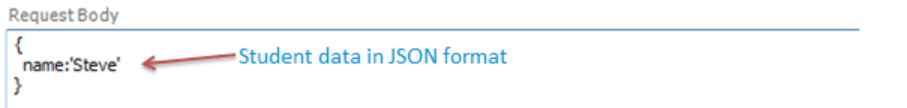 Request Body
{
name:'Steve'
Student data in JSON format
}